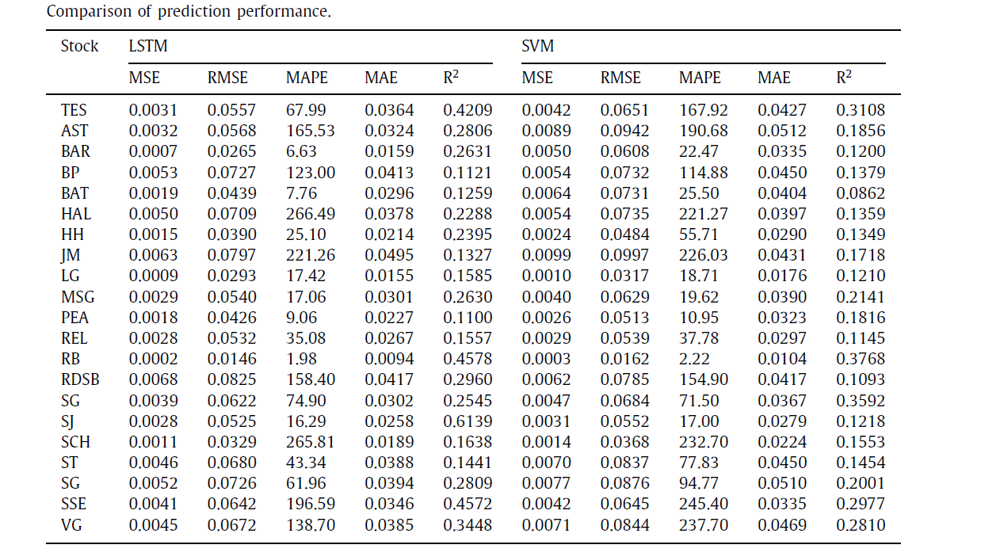 Comparison of prediction performance.
Stock LSTM SVM
MSE RMSE MAPE MAE R² MSE RMSE MAPE MAE R²
TES 0.0031 0.0557 67.99 0.0364 0.4209 0.0042 0.0651 167.92 0.0427 0.3108
AST 0.0032 0.0568 165.53 0.0324 0.2806 0.0089 0.0942 190.68 0.0512 0.1856
BAR 0.0007 0.0265 6.63 0.0159 0.2631 0.0050 0.0608 22.47 0.0335 0.1200
BP 0.0053 0.0727 123.00 0.0413 0.1121 0.0054 0.0732 114.88 0.0450 0.1379
BAT 0.0019 0.0439 7.76 0.0296 0.1259 0.0064 0.0731 25.50 0.0404 0.0862
HAL 0.0050 0.0709 266.49 0.0378 0.2288 0.0054 0.0735 221.27 0.0397 0.1359
HH 0.0015 0.0390 25.10 0.0214 0.2395 0.0024 0.0484 55.71 0.0290 0.1349
JM 0.0063 0.0797 221.26 0.0495 0.1327 0.0099 0.0997 226.03 0.0431 0.1718
LG 0.0009 0.0293 17.42 0.0155 0.1585 0.0010 0.0317 18.71 0.0176 0.1210
MSG 0.0029 0.0540 17.06 0.0301 0.2630 0.0040 0.0629 19.62 0.0390 0.2141
PEA 0.0018 0.0426 9.06 0.0227 0.1100 0.0026 0.0513 10.95 0.0323 0.1816
REL 0.0028 0.0532 35.08 0.0267 0.1557 0.0029 0.0539 37.78 0.0297 0.1145
RB 0.0002 0.0146 1.98 0.0094 0.4578 0.0003 0.0162 2.22 0.0104 0.3768
RDSB 0.0068 0.0825 158.40 0.0417 0.2960 0.0062 0.0785 154.90 0.0417 0.1093
SG 0.0039 0.0622 74.90 0.0302 0.2545 0.0047 0.0684 71.50 0.0367 0.3592
SJ 0.0028 0.0525 16.29 0.0258 0.6139 0.0031 0.0552 17.00 0.0279 0.1218
SCH 0.0011 0.0329 265.81 0.0189 0.1638 0.0014 0.0368 232.70 0.0224 0.1553
ST 0.0046 0.0680 43.34 0.0388 0.1441 0.0070 0.0837 77.83 0.0450 0.1454
SG 0.0052 0.0726 61.96 0.0394 0.2809 0.0077 0.0876 94.77 0.0510 0.2001
SSE 0.0041 0.0642 196.59 0.0346 0.4572 0.0042 0.0645 245.40 0.0335 0.2977
VG 0.0045 0.0672 138.70 0.0385 0.3448 0.0071 0.0844 237.70 0.0469 0.2810